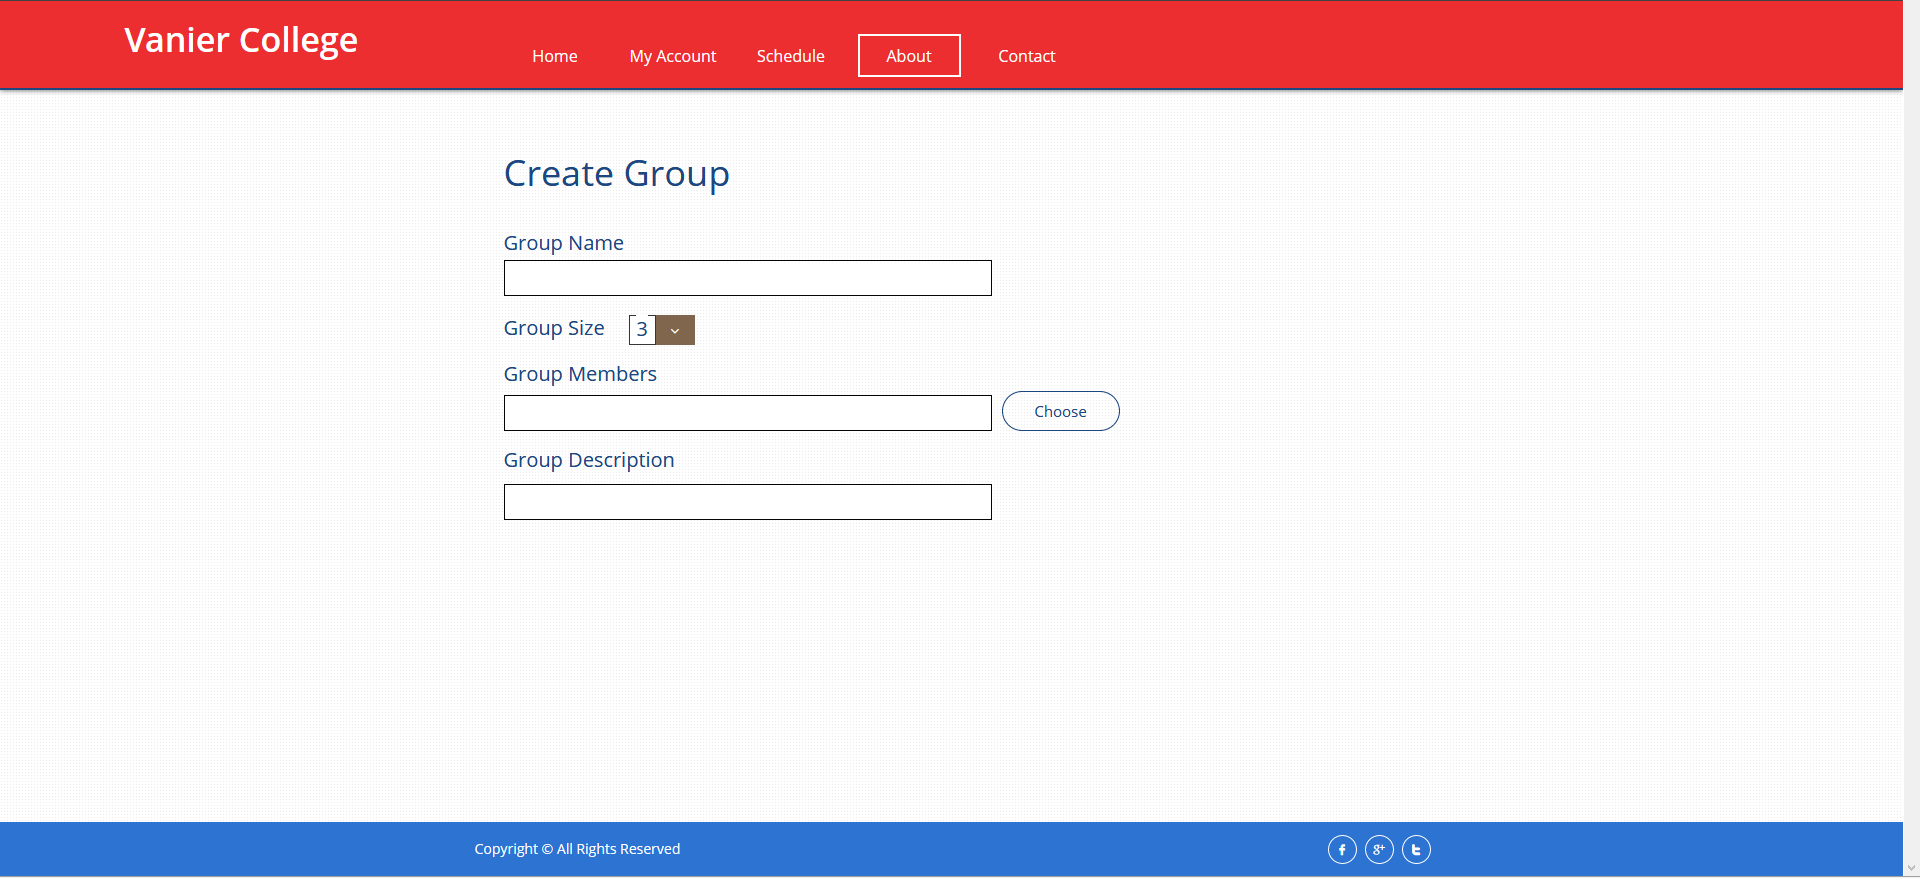 Vanier College
Home My Account Schedule About Contact
Create Group
Group Name
Group Size 3
Group Members
Choose
Group Description
Copyright © All Rights Reserved